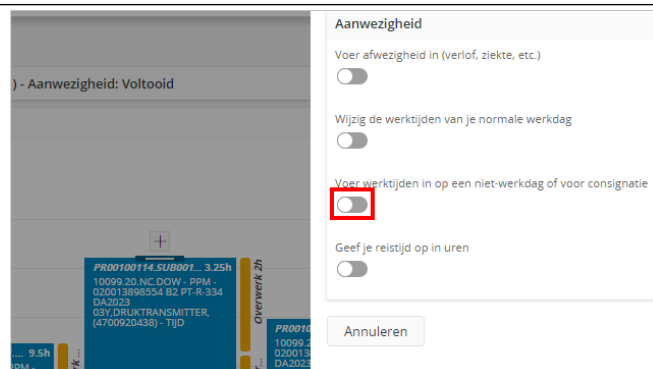 Aanwezigheid
Voer afwezigheid in (verlof, ziekte, etc.)
) - Aanwezigheid: Voltooid
Wijzig de werktijden van je normale werkdag
Voer werktijden in op een niet-werkdag of voor consignatie
Geef je reistijd op in uren
PR00100114.SUB001... 3.25h
10099.20.NC.DOW - PPM -
020013898554 B2 PT-R-334
DA2023
03Y,DRUKTRANSMITTER,
(4700920438) - TIJD
Overwerk 2h
PR0010
10099.2
020013
DA2023
... 9.5h
PPM -
Annuleren